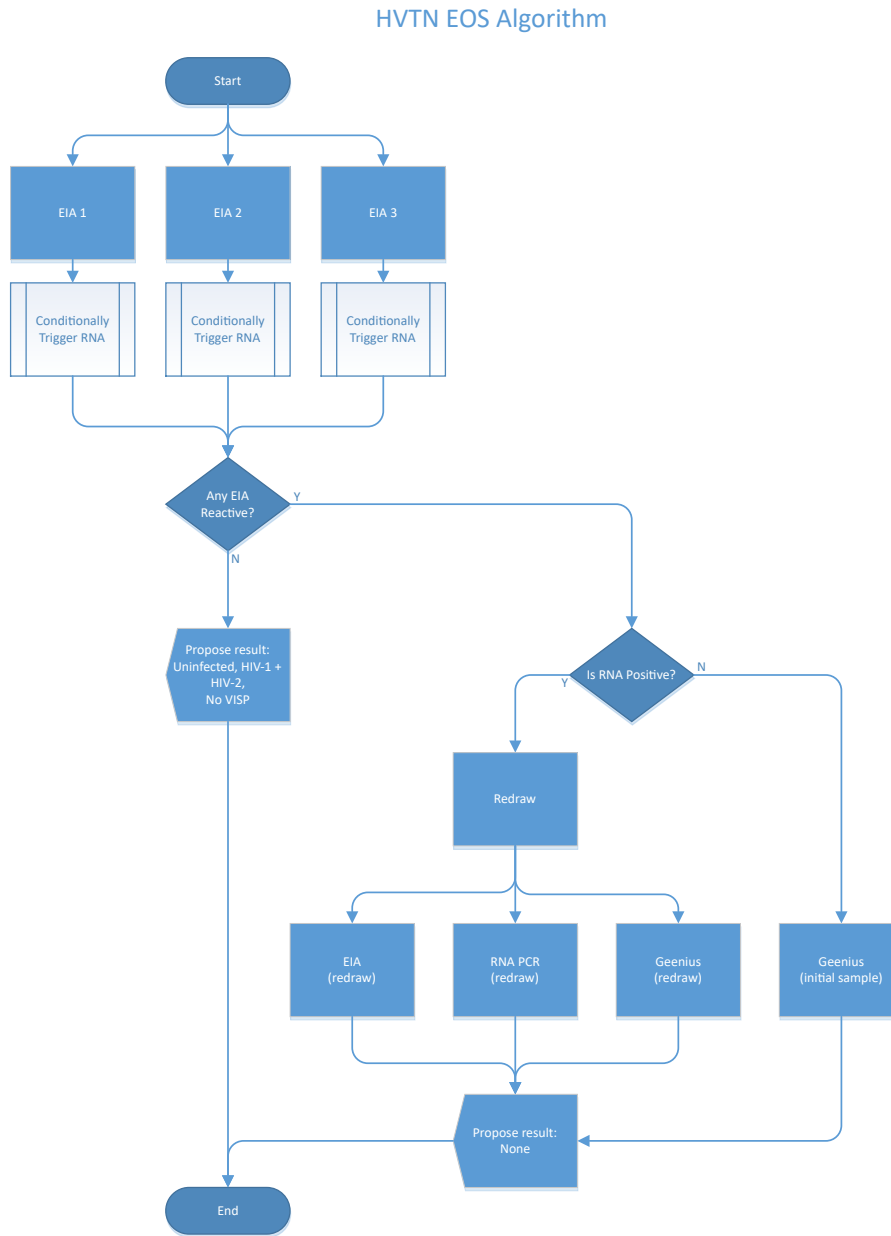 HVTN EOS Algorithm
Start
EIA 1
EIA 2
EIA 3
Conditionally
Trigger RNA
Conditionally
Trigger RNA
Conditionally
Trigger RNA
Any EIA
Reactive?
Y
N
Propose result:
Uninfected, HIV-1 +
HIV-2,
No VISP
Is RNA Positive?
N
Y
Redraw
EIA
(redraw)
RNA PCR
(redraw)
Geenius
(redraw)
Geenius
(initial sample)
Propose result:
None
End